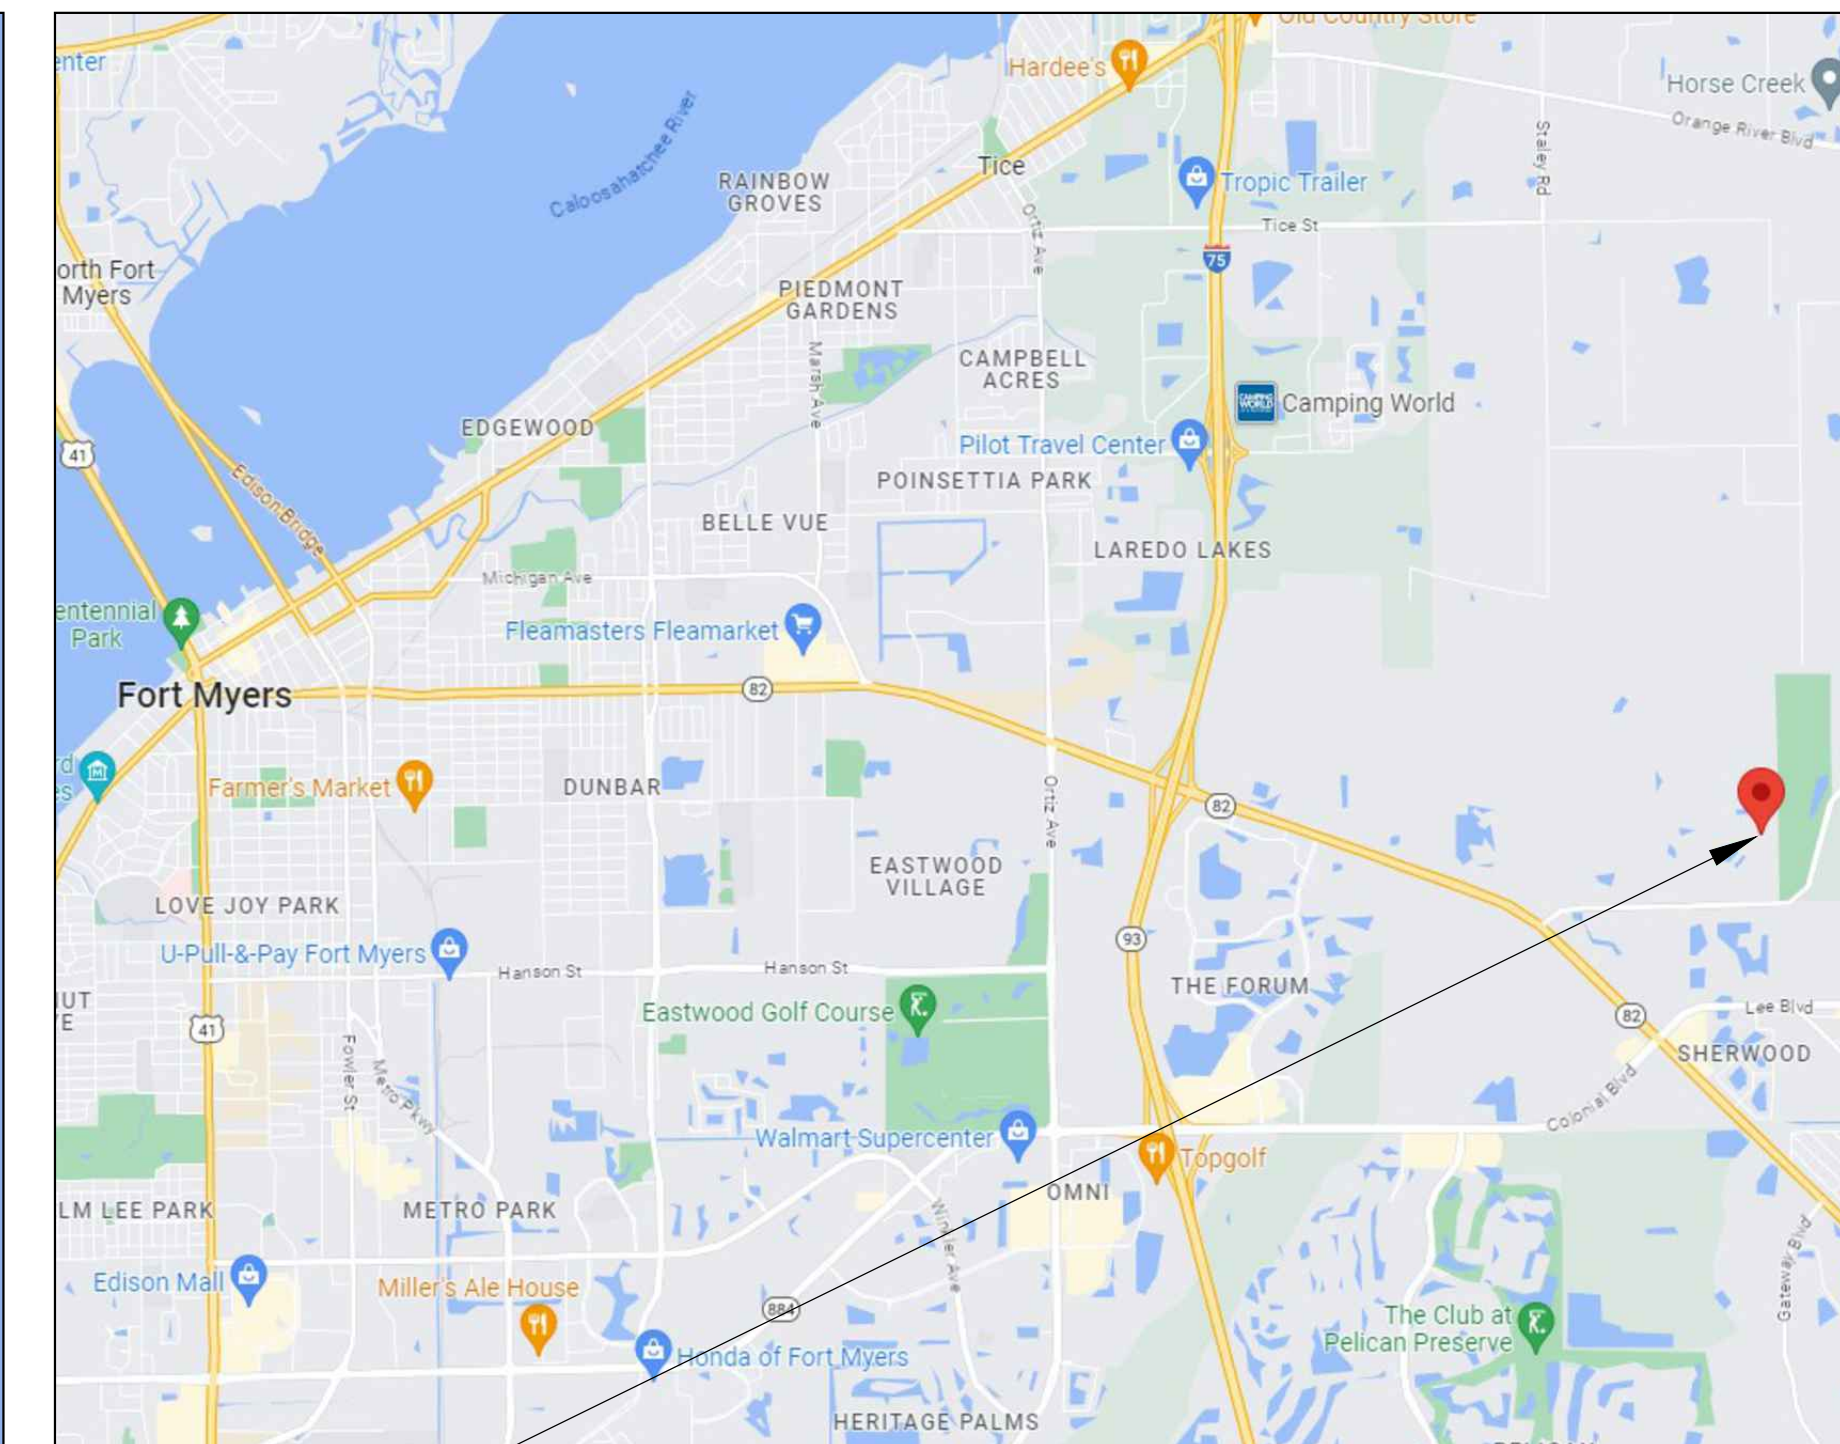 Old Country Store
enter
Hardee's
Horse Creek
Orange River Blvd
Staley Rd
Caloosahatchee River
Tice
RAINBOW
GROVES
Tropic Trailer
Ortiz Ave
Tice St
75
orth Fort
Myers
PIEDMONT
GARDENS
Marsh Ave
CAMPBELL
ACRES
CAMPING
WORLD
Camping World
EDGEWOOD
41
Pilot Travel Center
Edison Bridge
POINSETTIA PARK
BELLE VUE
LAREDO LAKES
Michigan Ave
entennial
Park
Fleamasters Fleamarket
Fort Myers
82
rd
es
Farmer's Market
DUNBAR
Ortiz Ave
82
EASTWOOD
VILLAGE
LOVE JOY PARK
93
U-Pull-&-Pay Fort Myers
Hanson St
Hanson St
THE FORUM
UT
E
Eastwood Golf Course
Lee Blvd
41
82
Fowler St
Metro Pkwy
SHERWOOD
Colonial Blvd
Walmart Supercenter
Topgolf
OMNI
LM LEE PARK
METRO PARK
Winkler Ave
Gateway Blvd
Edison Mall
Miller's Ale House
884
The Club at
Pelican Preserve
Honda of Fort Myers
HERITAGE PALMS